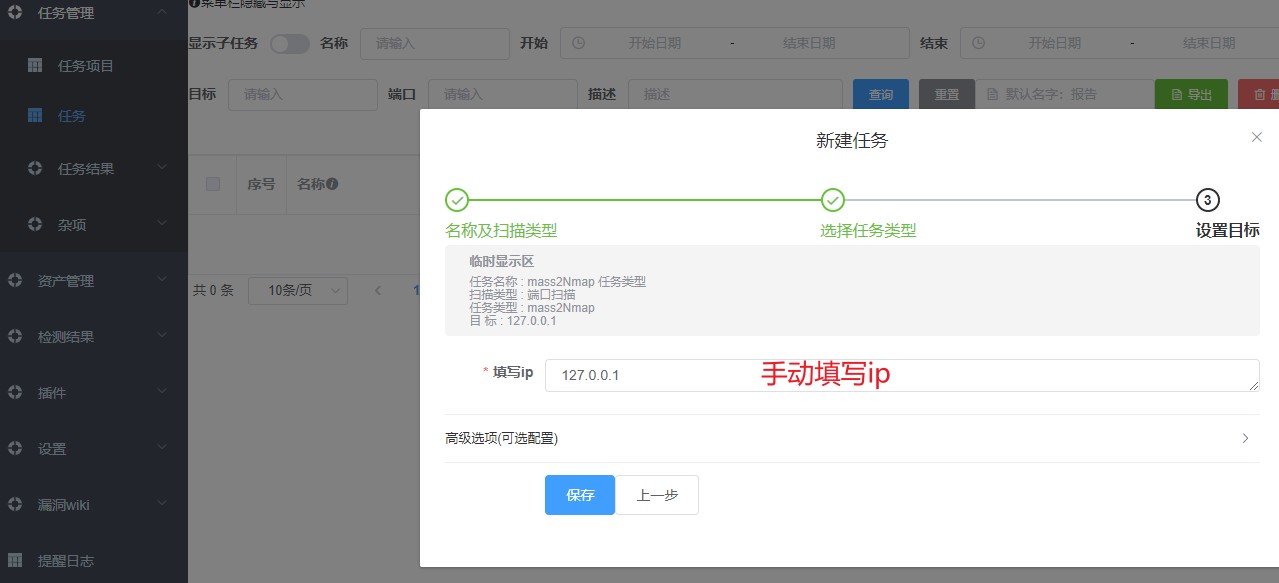 任务管理
任务项目
任务
任务结果
杂项
资产管理
检测结果
插件
设置
漏洞wiki
提醒日志
菜单栏隐藏与显示
显示子任务 名称 请输入 开始 开始日期 - 结束日期 结束 开始日期 - 结束日期
目标 请输入 端口 请输入 描述 描述 查询 重置 默认名字：报告 导出
序号 名称
共 0 条 10条/页 1
新建任务
3
名称及扫描类型 选择任务类型 设置目标
临时显示区
任务名称 : mass2Nmap 任务类型
扫描类型 : 端口扫描
任务类型 : mass2Nmap
目 标 : 127.0.0.1
* 填写ip 127.0.0.1 手动填写ip
高级选项(可选配置)
保存 上一步